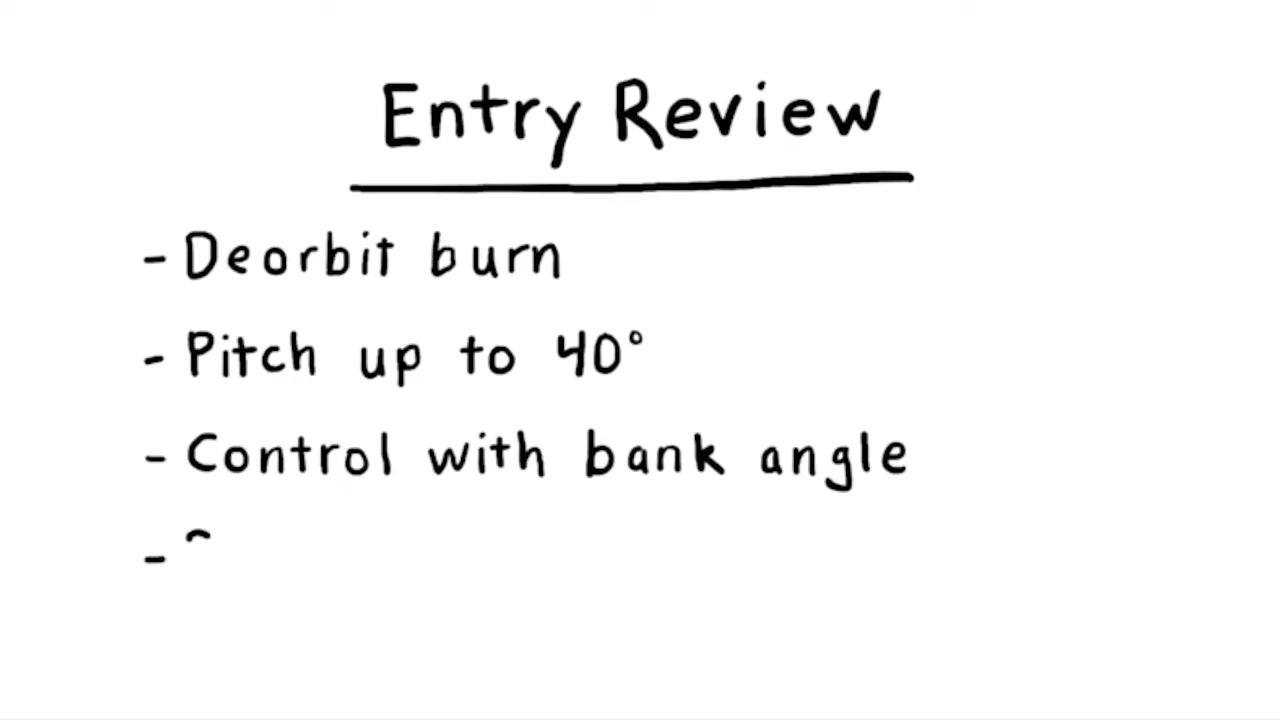 Entry Review
- Deorbit burn
- Pitch up to 40°
- Control with bank angle
-